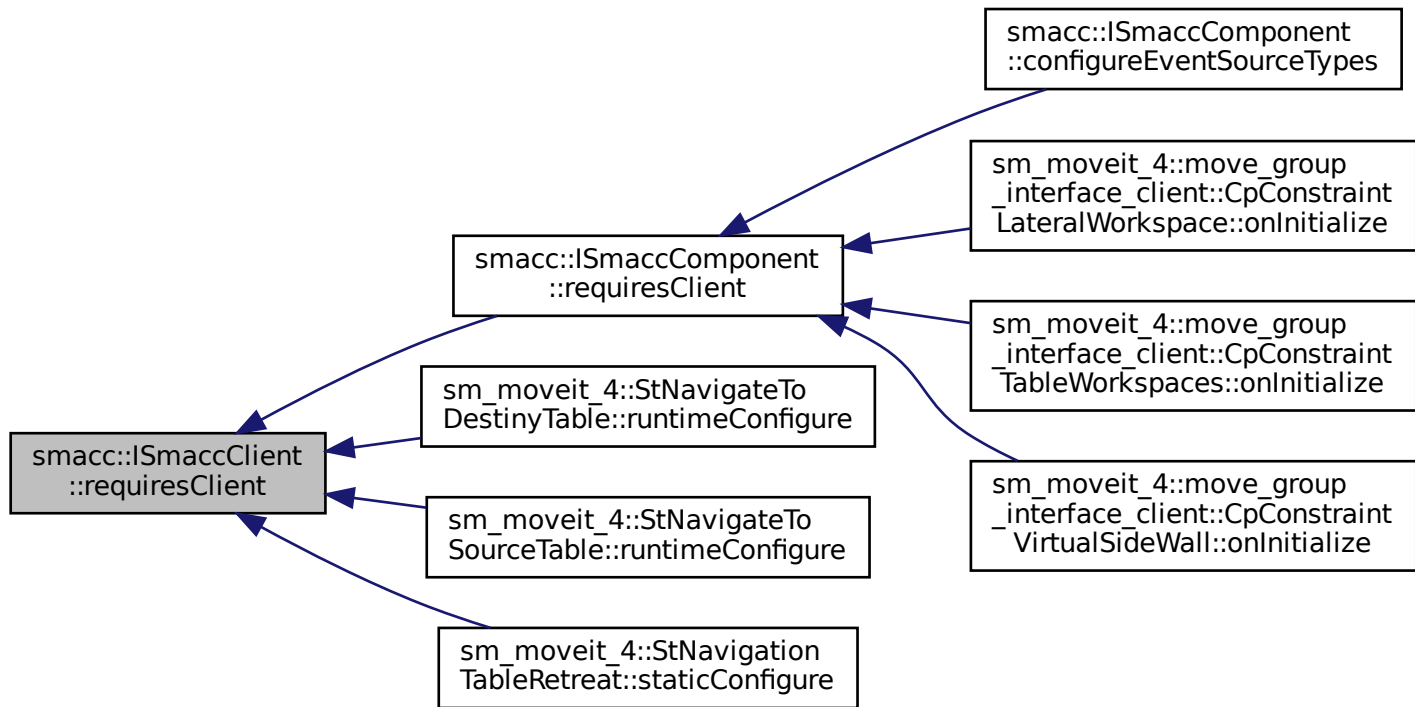 smacc::ISmaccComponent
::configureEventSourceTypes
sm_moveit_4::move_group
_interface_client::CpConstraint
LateralWorkspace::onInitialize
smacc::ISmaccComponent
::requiresClient
sm_moveit_4::move_group
_interface_client::CpConstraint
TableWorkspaces::onInitialize
sm_moveit_4::StNavigateTo
DestinyTable::runtimeConfigure
smacc::ISmaccClient
::requiresClient
sm_moveit_4::move_group
_interface_client::CpConstraint
VirtualSideWall::onInitialize
sm_moveit_4::StNavigateTo
SourceTable::runtimeConfigure
sm_moveit_4::StNavigation
TableRetreat::staticConfigure